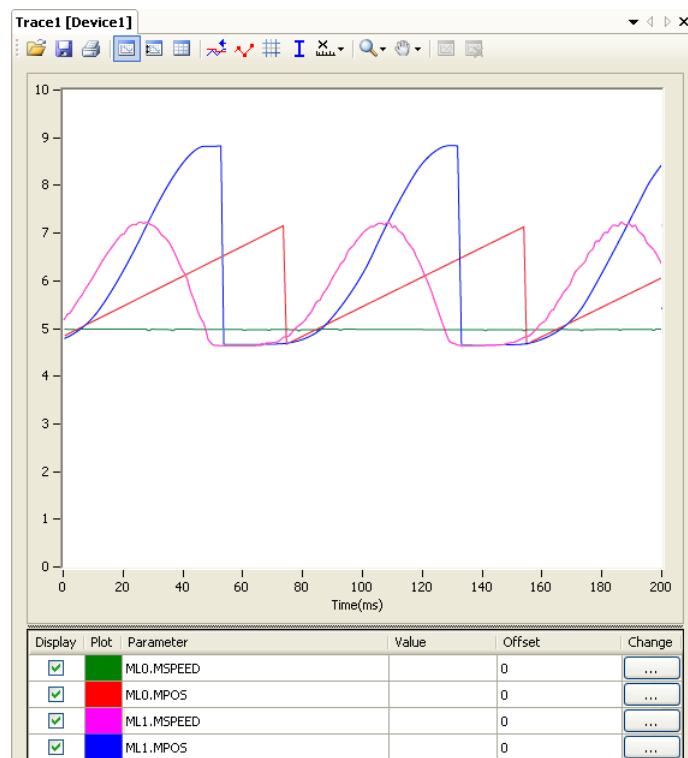 Trace1 [Device1]
10
9
8
7
6
5
4
3
2
1
0
0 20 40 60 80 100 120 140 160 180 200
Time(ms)
Display Plot Parameter Value Offset Change
ML0.MSPEED 0 ...
ML0.MPOS 0 ...
ML1.MSPEED 0 ...
ML1.MPOS 0 ...